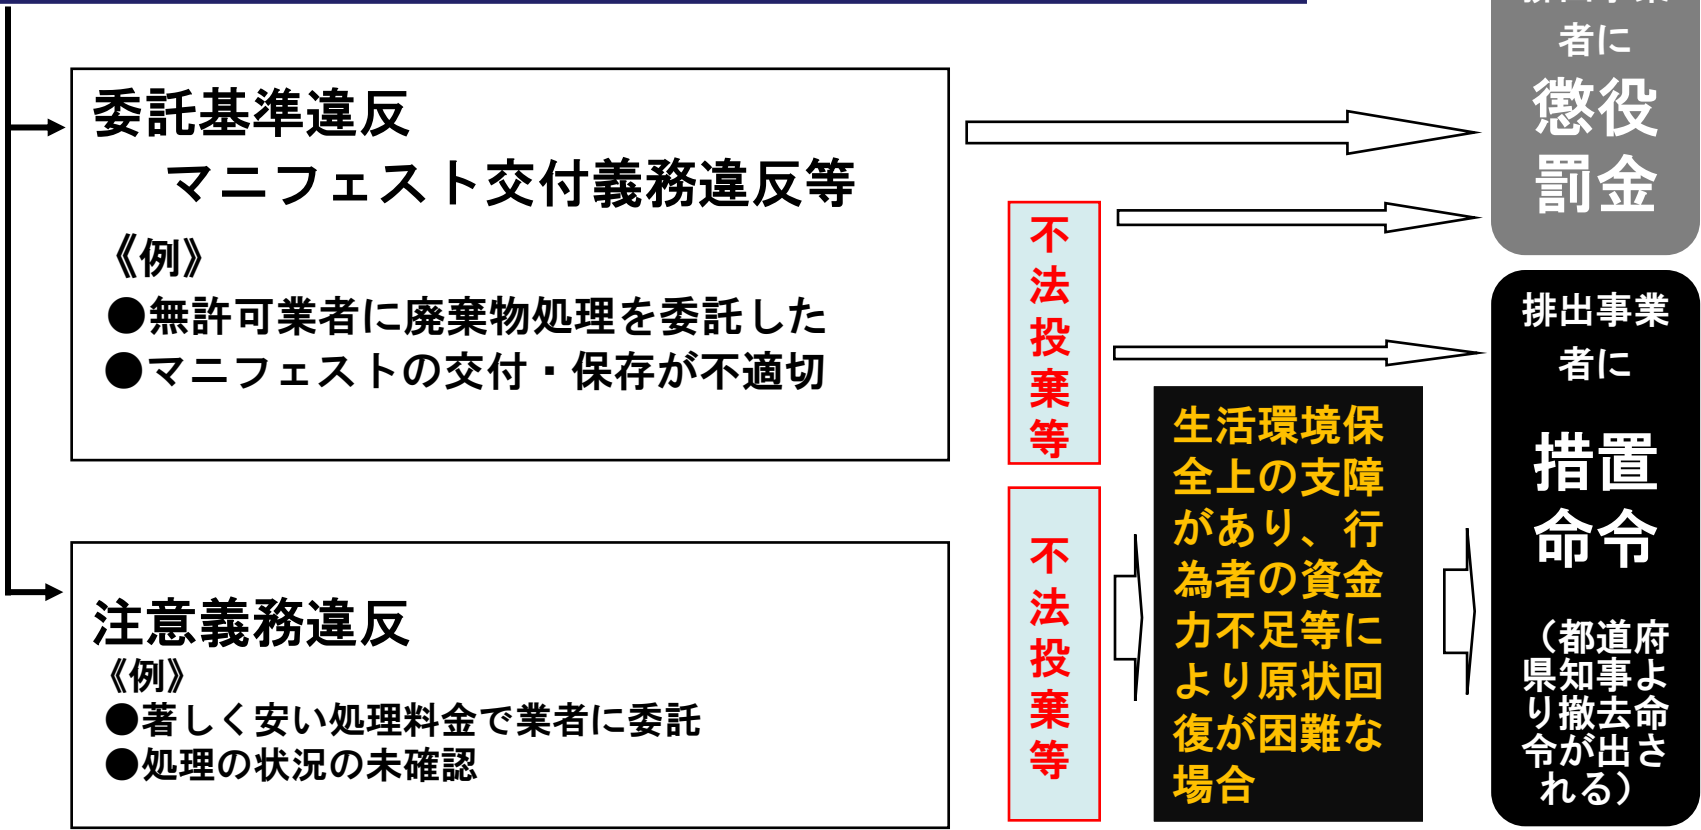 委託基準違反
マニフェスト交付義務違反等
《例》
●無許可業者に廃棄物処理を委託した
●マニフェストの交付・保存が不適切
注意義務違反
《例》
●著しく安い処理料金で業者に委託
●処理の状況の未確認
不法投棄等
不法投棄等
生活環境保
全上の支障
があり、行
為者の資金
力不足等に
より原状回
復が困難な
場合
排出事業
者に
懲役
罰金
排出事業
者に
措置
命令
（都道府
県知事よ
り撤去命
令が出さ
れる）